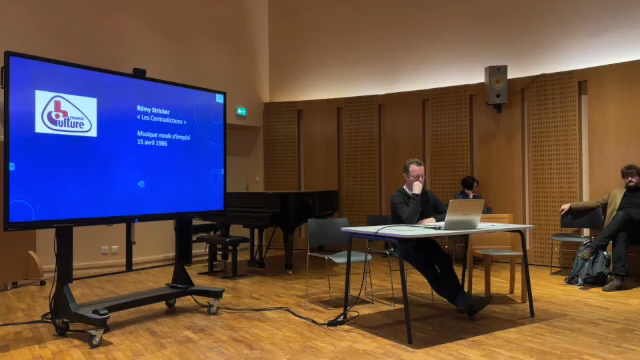 FRANCE
Culture
Rémy Stricker
« Les Contradictions »
Musique mode d'emploi
15 avril 1986